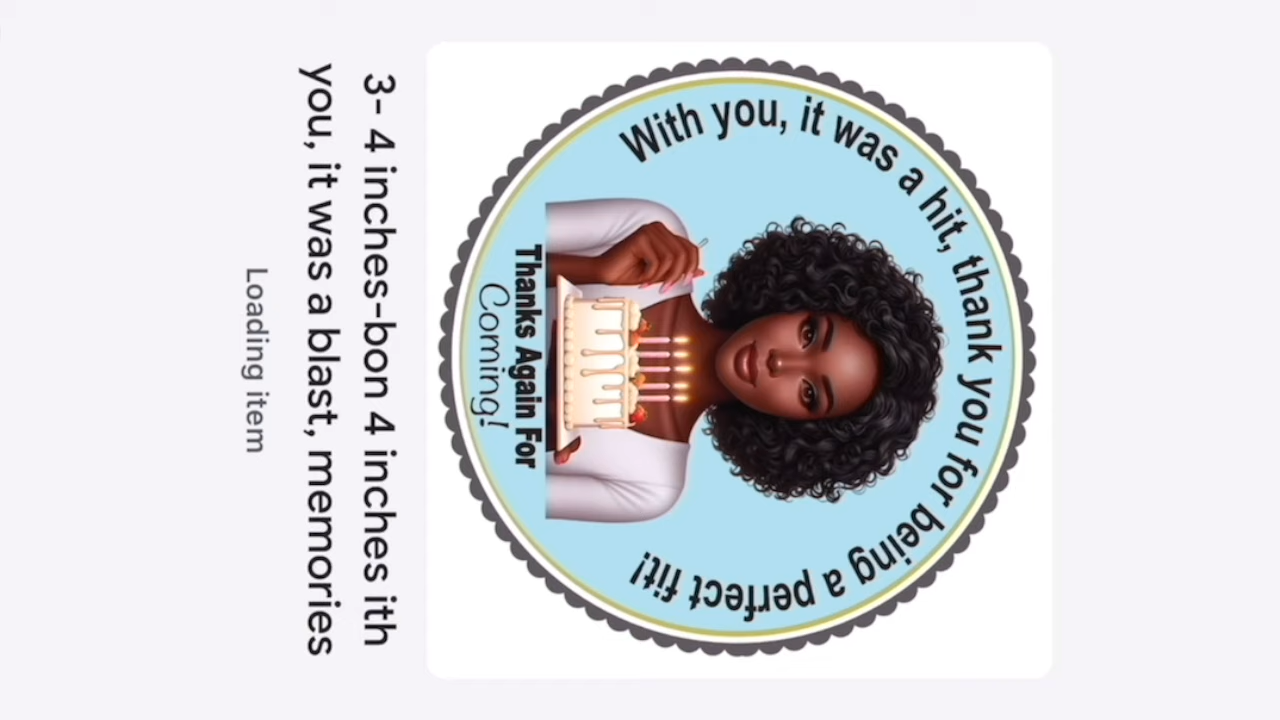 With you, it was a hit, thank you for being a perfect fit!
Thanks Again For
Coming!
3- 4 inches-bon 4 inches ith
you, it was a blast, memories
Loading item